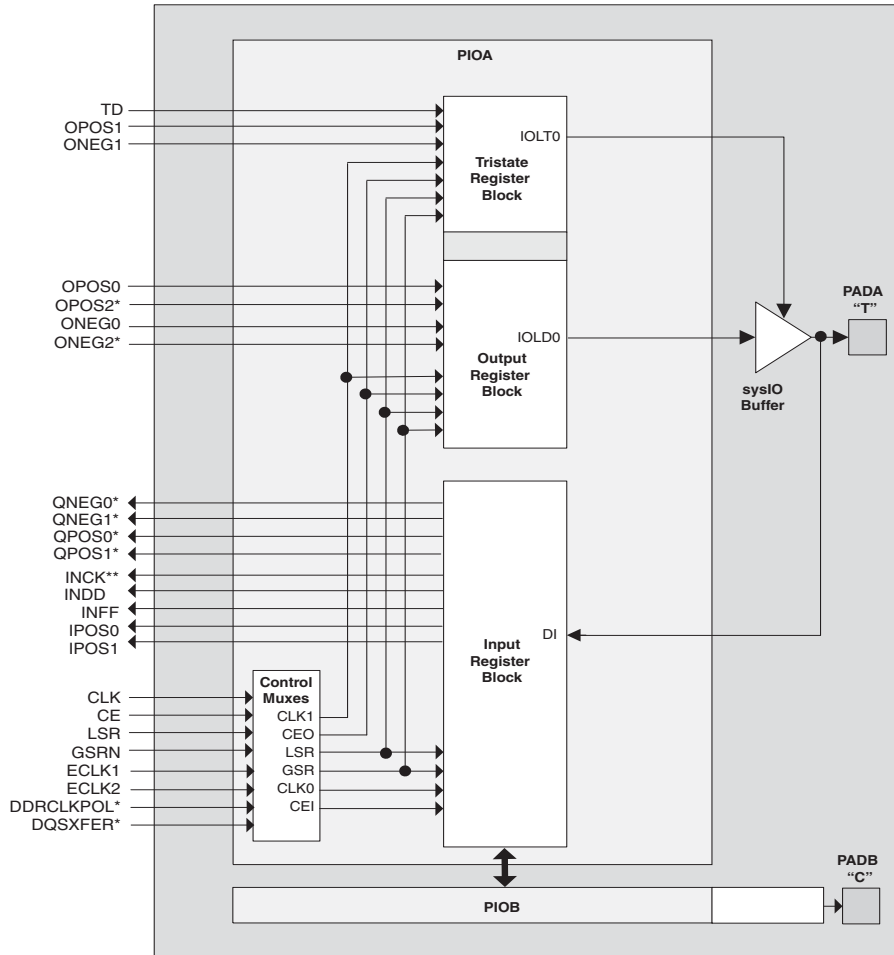 PIOA
TD
OPOS1
ONEG1
IOLT0
Tristate
Register
Block
OPOS0
OPOS2*
ONEG0
ONEG2*
IOLD0
Output
Register
Block
PADA
“T”
sysIO
Buffer
QNEG0*
QNEG1*
QPOS0*
QPOS1*
INCK**
INDD
INFF
IPOS0
IPOS1
DI
Input
Register
Block
Control
Muxes
CLK
CE
LSR
GSRN
ECLK1
ECLK2
DDRCLKPOL*
DQSXFER*
CLK1
CEO
LSR
GSR
CLK0
CEI
PADB
“C”
PIOB